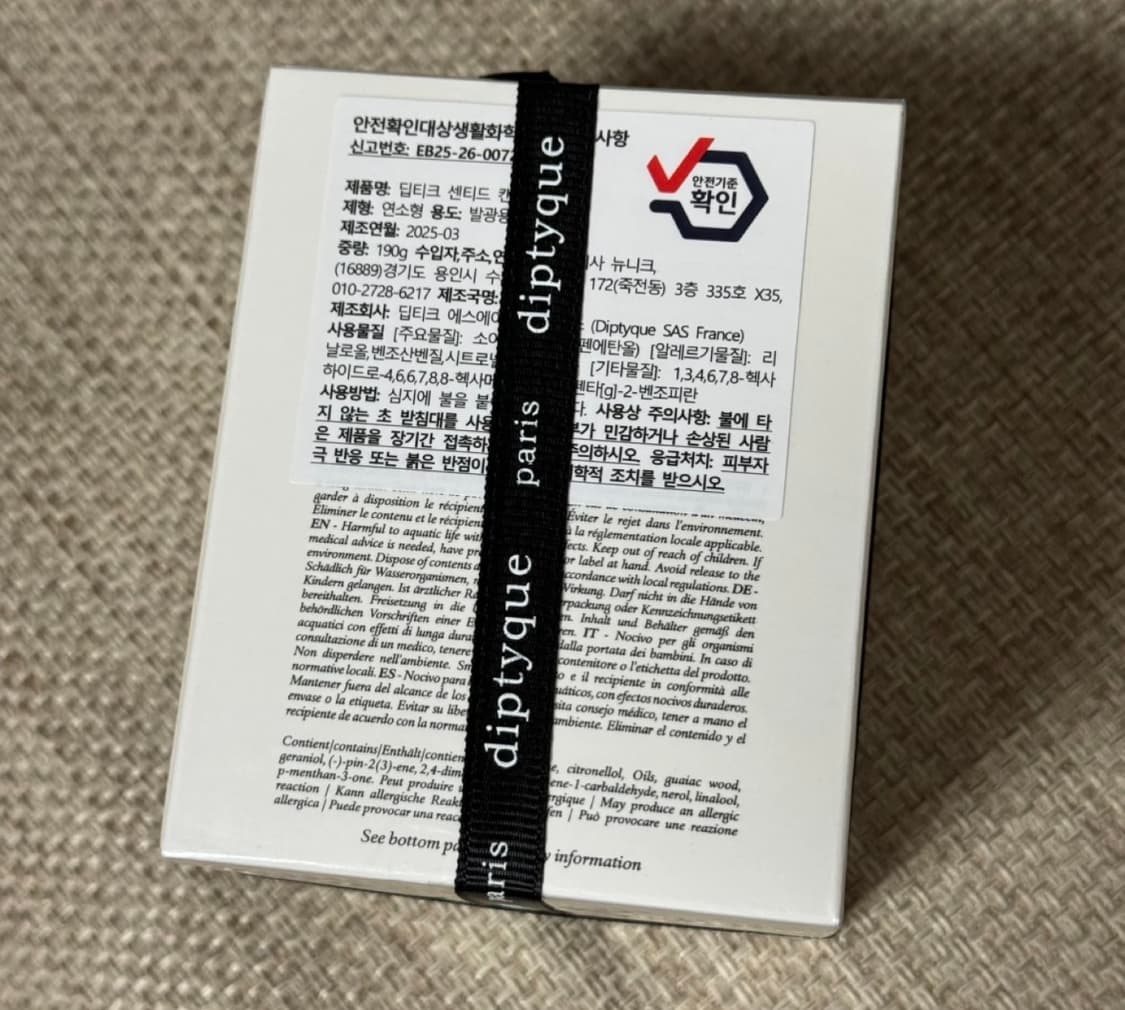 안전확인대상생활화학 사항
신고번호: EB25-26-007
안전기준
확인
제품명: 딥티크 센티드
제형: 연소형 용도: 발광용
제조연월: 2025-03
중량: 190g 수입자,주소, 뉴니크,
(16889)경기도 용인시 수 172(죽전동) 3층 335호 X35,
010-2728-6217 제조국명:
제조회사: 딥티크 에스에이 (Diptyque SAS France)
사용물질 [주요물질]: 소 펜에탄올) [알레르기물질]: 리
날로올,벤조산벤질,시트로넬 [기타물질]: 1,3,4,6,7,8-헥사
하이드로-4,6,6,7,8,8-헥사메 펜타[g]-2-벤조피란
사용방법: 심지에 불을 붙 다. 사용상 주의사항: 불에 타
지 않는 초 받침대를 사용 부가 민감하거나 손상된 사람
은 제품을 장기간 접촉하 주의하시오 응급처치: 피부자
극 반응 또는 붉은 반점이 의학적 조치를 받으시오
garder à disposition le récipient Éviter le rejet dans l'environnement.
Éliminer le contenu et le récipien à la réglementation locale applicable.
EN - Harmful to aquatic life with ects. Keep out of reach of children. If
medical advice is needed, have pr or label at hand. Avoid release to the
environment. Dispose of contents a ccordance with local regulations. DE -
Schädlich für Wasserorganismen, Wirkung. Darf nicht in die Hände von
Kindern gelangen. Ist ärztlicher Ra rpackung oder Kennzeichnungsetikett
bereithalten. Freisetzung in die n. Inhalt und Behälter gemäß den
behördlichen Vorschriften einer E ren. IT - Nocivo per gli organismi
acquatici con effetti di lunga dura dalla portata dei bambini. In caso di
consultazione di un medico, tenere contenitore o l'etichetta del prodotto.
Non disperdere nell'ambiente. Sm o e il recipiente in conformità alle
normative locali. ES - Nocivo para uáticos, con efectos nocivos duraderos.
Mantener fuera del alcance de los sita consejo médico, tener a mano el
envase o la etiqueta. Evitar su libe ambiente. Eliminar el contenido y el
recipiente de acuerdo con la norma
Contient/contains/Enthält/contien e, citronellol, Oils, guaiac wood,
geraniol, (-)-pin-2(3)-ene, 2,4-dim ene-1-carbaldehyde, nerol, linalool,
p-menthan-3-one. Peut produire rgique | May produce an allergic
reaction | Kann allergische Reakt fen | Può provocare una reazione
allergica | Puede provocar una reac
See bottom pa y information
diptyque
paris
diptyque
aris